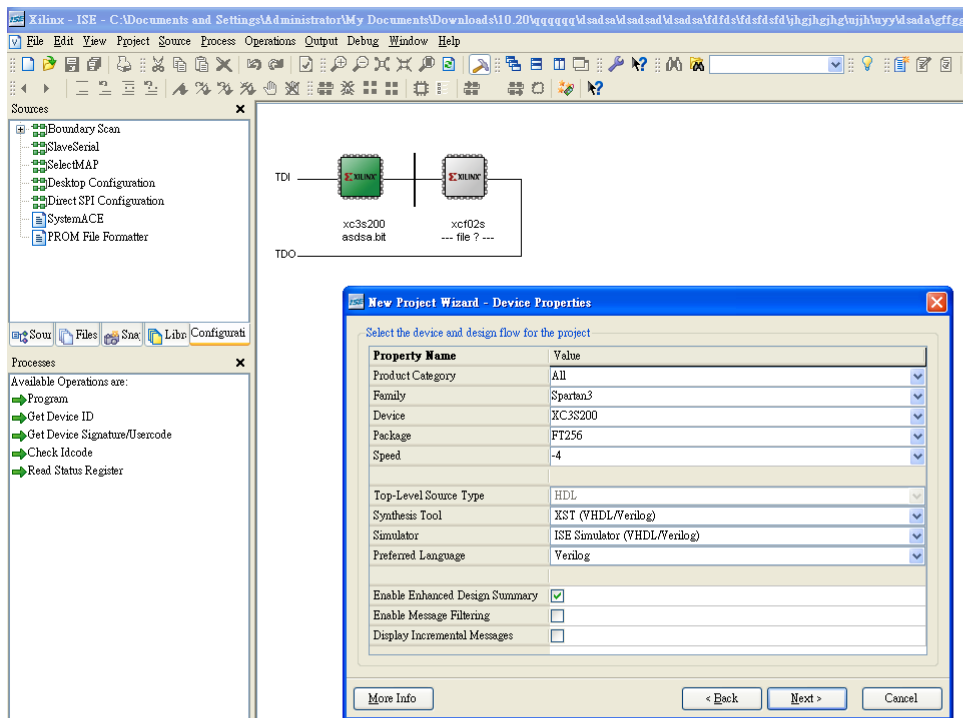 Xilinx - ISE - C:\Documents and Settings\Administrator\My Documents\Downloads\10.20\qqqqqq\dsadsa\dsadsad\dsadsa\fdfds\fdsfdsfd\jhgjhgjhg\ujjh\uyy\dsada\gffgg
File Edit View Project Source Process Operations Output Debug Window Help
Sources
Boundary Scan
SlaveSerial
SelectMAP
Desktop Configuration
Direct SPI Configuration
SystemACE
PROM File Formatter
Sour Files Sna Libr Configurati
Processes
Available Operations are:
Program
Get Device ID
Get Device Signature/Usercode
Check Idcode
Read Status Register
TDI
XILINX XILINX
xc3s200 xcf02s
asdsa.bit --- file ? ---
TDO
ISE New Project Wizard - Device Properties
Select the device and design flow for the project
Property Name Value
Product Category All
Family Spartan3
Device XC3S200
Package FT256
Speed -4
Top-Level Source Type HDL
Synthesis Tool XST (VHDL/Verilog)
Simulator ISE Simulator (VHDL/Verilog)
Preferred Language Verilog
Enable Enhanced Design Summary
Enable Message Filtering
Display Incremental Messages
More Info < Back Next > Cancel